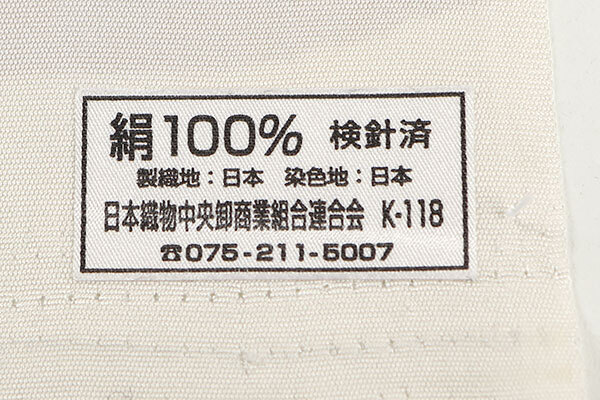 絹100% 検針済
製織地：日本 染色地：日本
日本織物中央卸商業組合連合会 K-118
☎075-211-5007